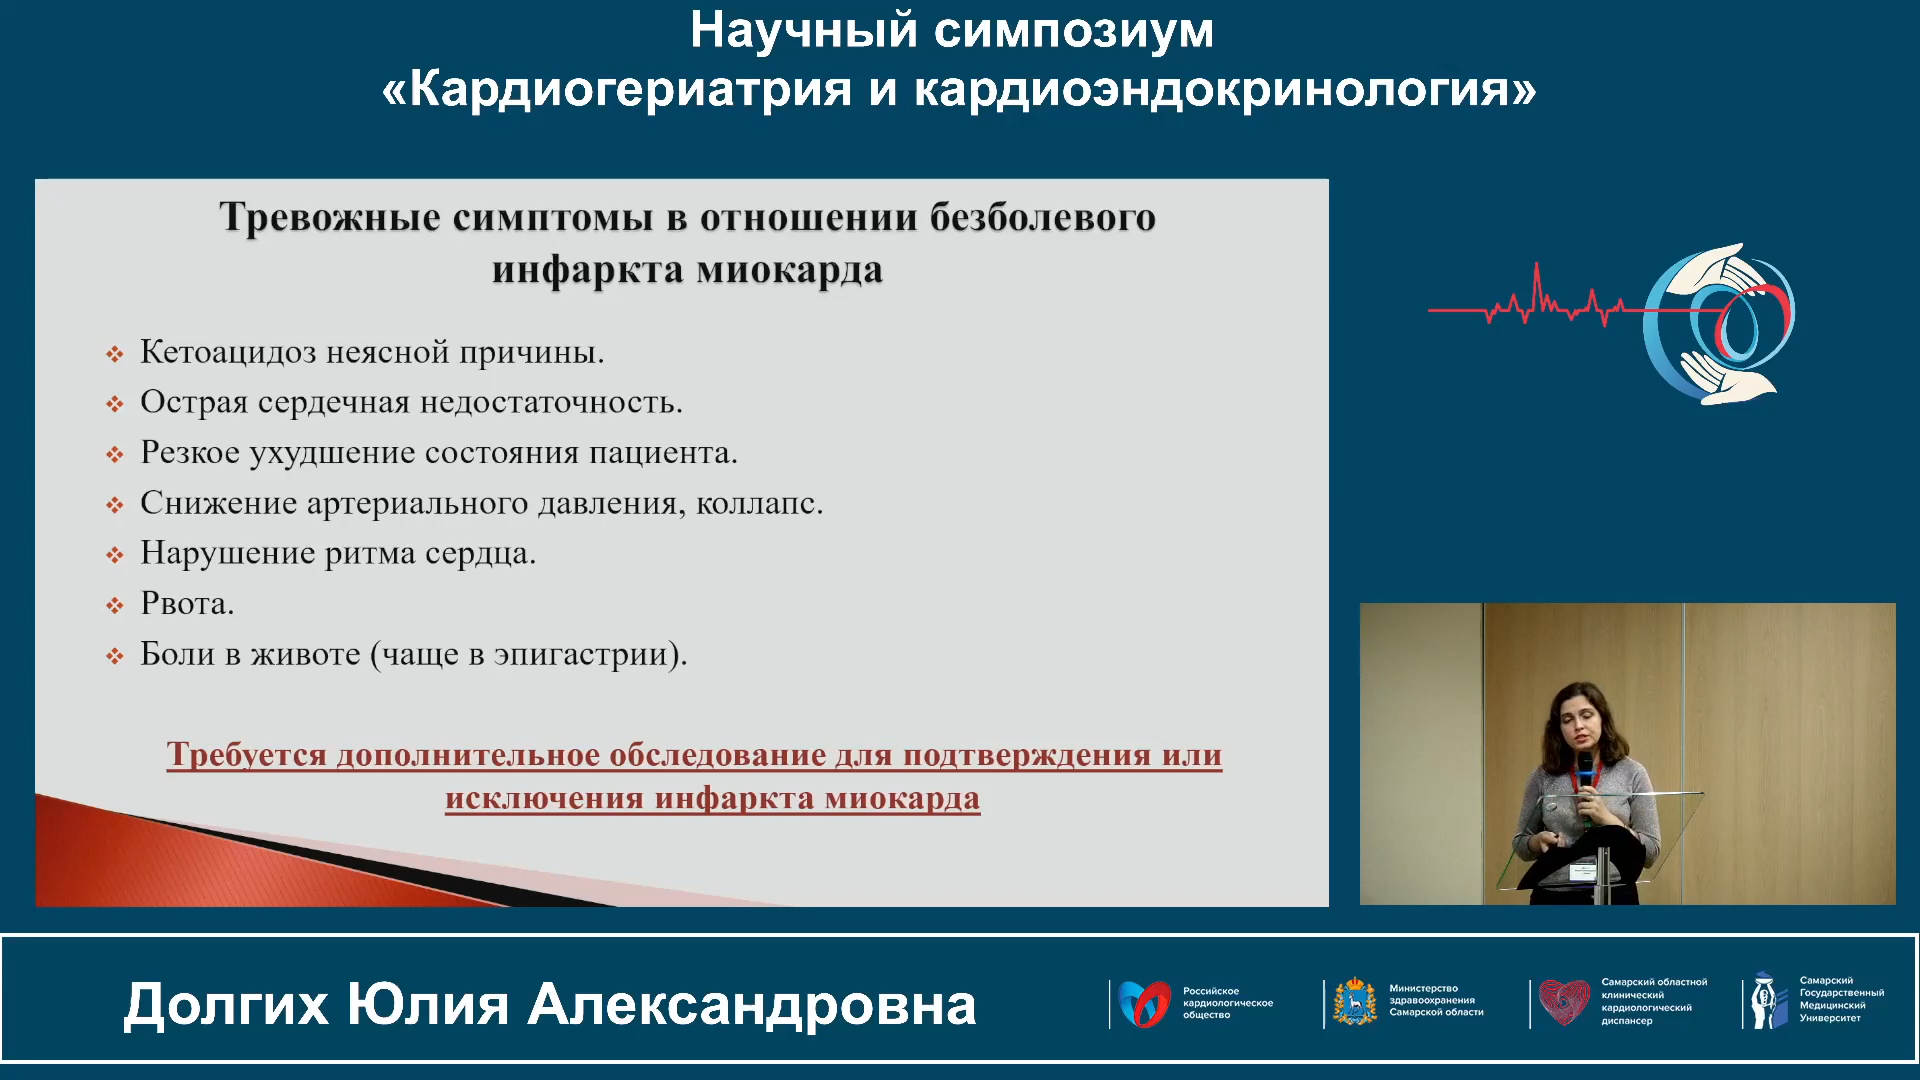 Научный симпозиум
«Кардиогериатрия и кардиоэндокринология»
Тревожные симптомы в отношении безболевого
инфаркта миокарда
Кетоацидоз неясной причины.
Острая сердечная недостаточность.
Резкое ухудшение состояния пациента.
Снижение артериального давления, коллапс.
Нарушение ритма сердца.
Рвота.
Боли в животе (чаще в эпигастрии).
Требуется дополнительное обследование для подтверждения или
исключения инфаркта миокарда
Долгих Юлия Александровна
Российское
кардиологическое
общество
Министерство
здравоохранения
Самарской области
Самарский областной
клинический
кардиологический
диспансер
Самарский
Государственный
Медицинский
Университет